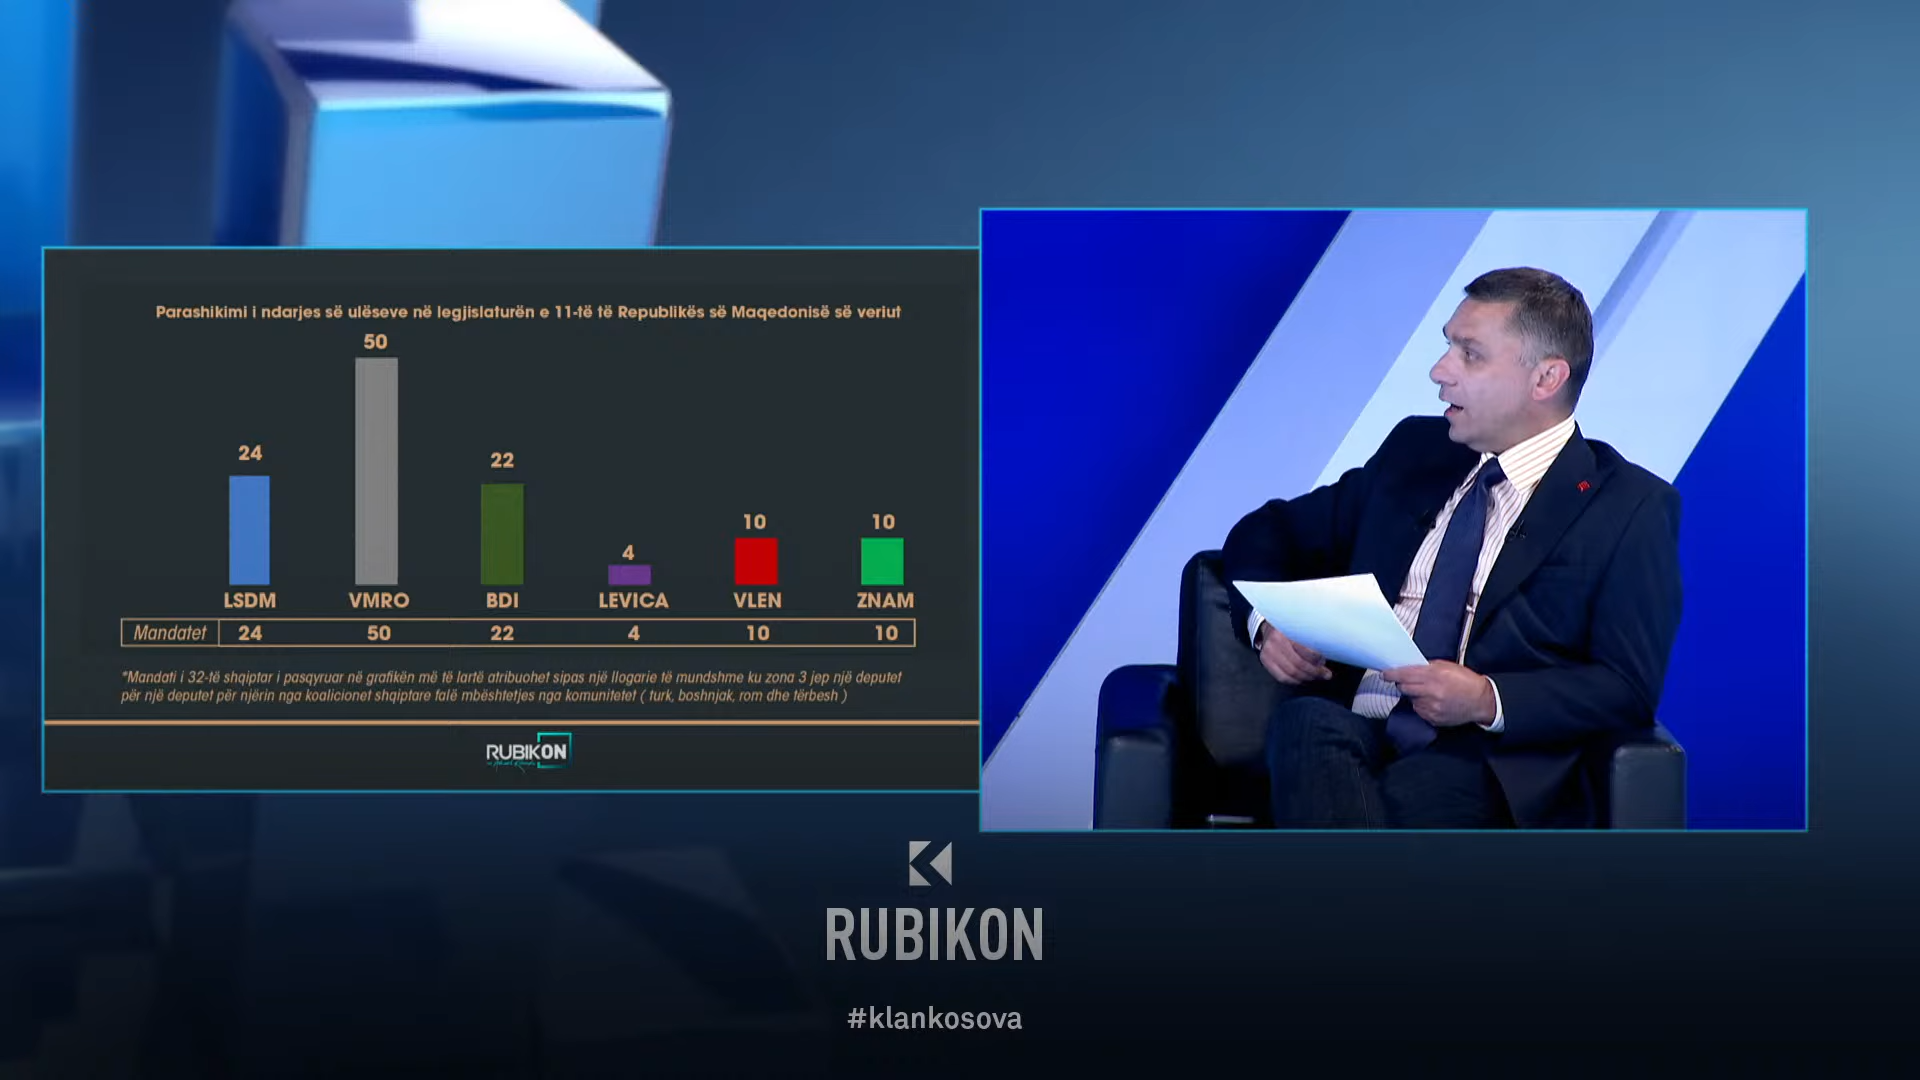 Parashikimi i ndarjes së ulëseve në legjislaturën e 11-të të Republikës së Maqedonisë së veriut
24 50 22 4 10 10
LSDM VMRO BDI LEVICA VLEN ZNAM
Mandatet 24 50 22 4 10 10
*Mandati i 32-të shqiptar i pasqyruar në grafikën më të lartë atribuohet sipas një llogarie të mundshme ku zona 3 jep një deputet
për një deputet për njërin nga koalicionet shqiptare falë mbështetjes nga komunitetet ( turk, boshnjak, rom dhe tërbesh )
RUBIKON
RUBIKON
#klankosova